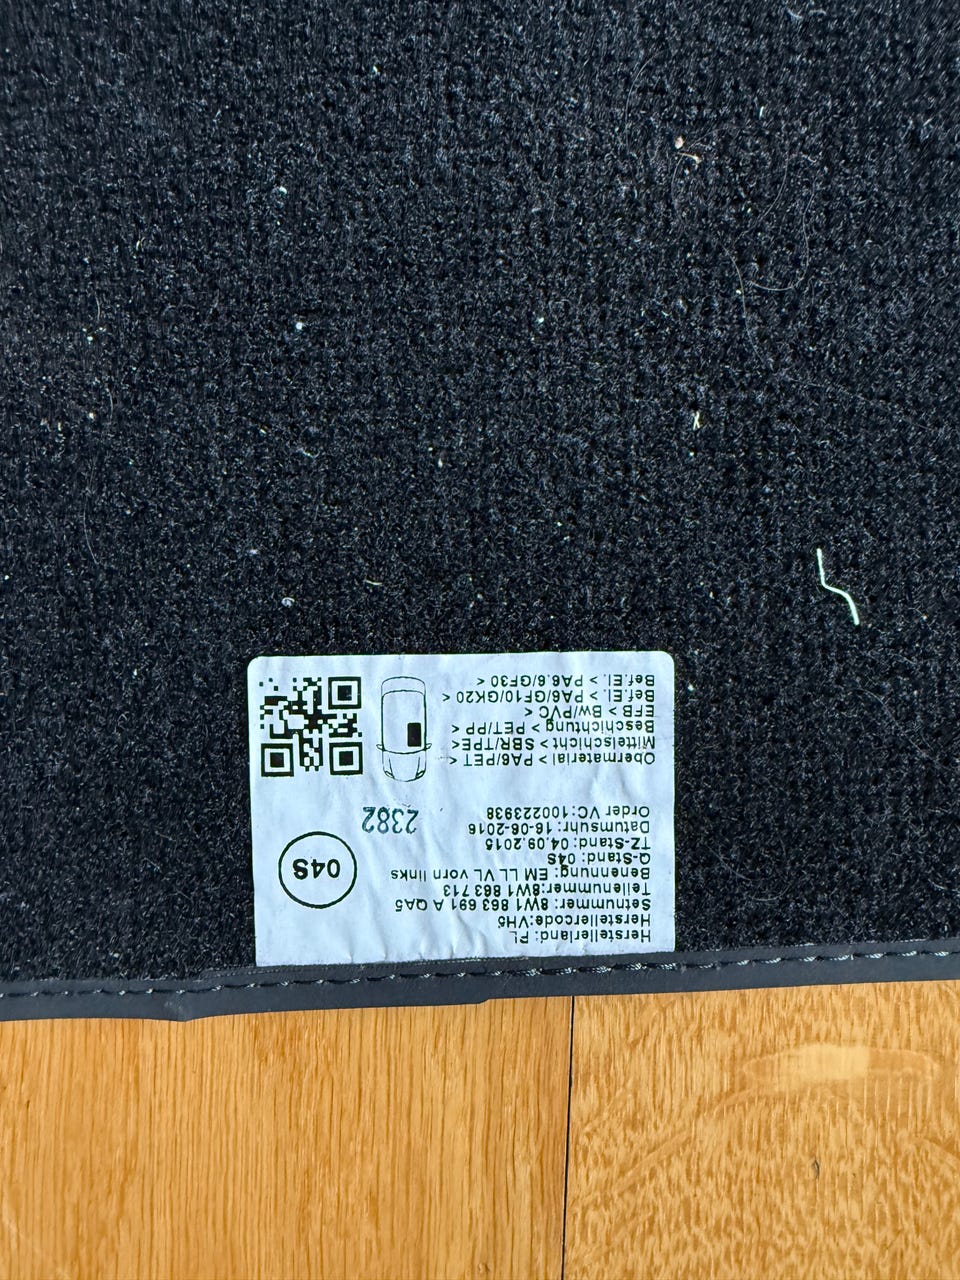 Herstellerland: PL
Herstellercode:VH5
Setnummer: 8W1 863 691 A QA5
Teilenummer:8W1 863 713
Benennung: EM LL VL vorn links
Q-Stand: 04S
TZ-Stand: 04.09.2015
Datumsuhr: 16-06-2016
Order VC:100223938
04S
2382
Obermaterial > PA6/PET <
Mittelschicht > SBR/TPE<
Beschichtung > PET/PP <
EFB > Bw/PVC <
Bef.El. > PA6/GF10/GK20 <
Bef.El. > PA6.6/GF30 <